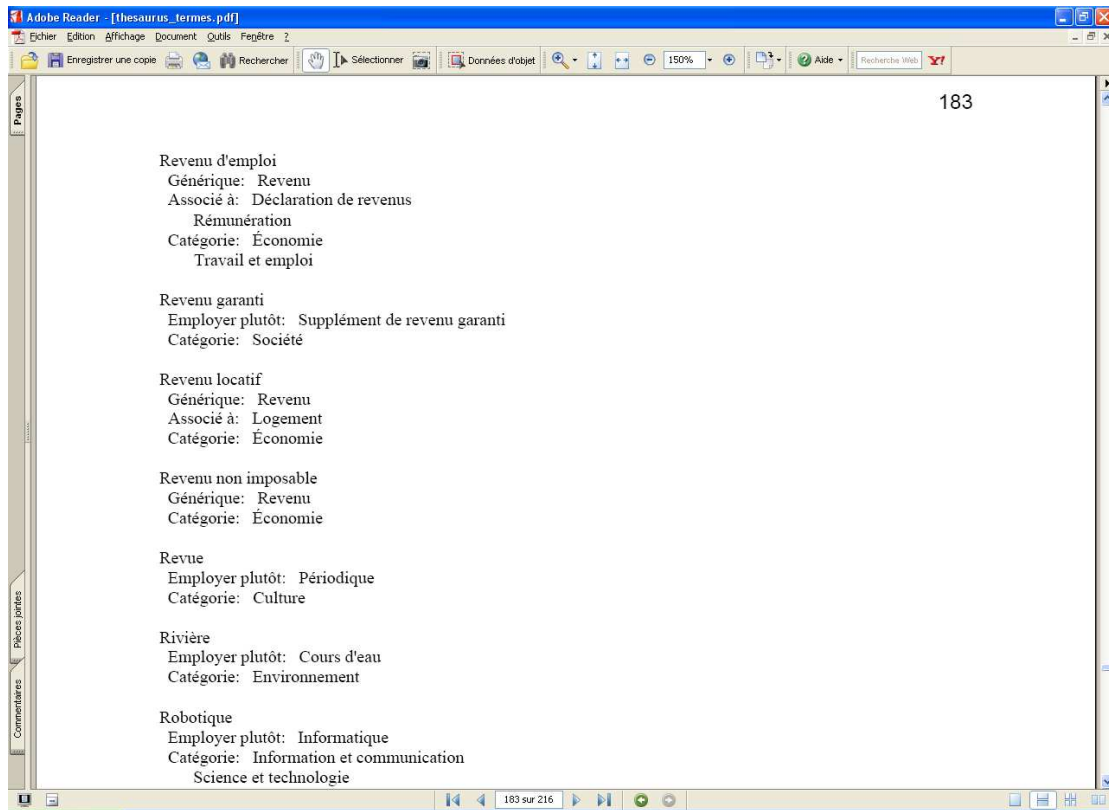 Adobe Reader - [thesaurus_termes.pdf]
Fichier Edition Affichage Document Outils Fenêtre ?
Enregistrer une copie Rechercher Sélectionner Données d'objet 150% Aide Recherche Web Y!
Pages
183
Revenu d'emploi
Générique: Revenu
Associé à: Déclaration de revenus
Rémunération
Catégorie: Économie
Travail et emploi
Revenu garanti
Employer plutôt: Supplément de revenu garanti
Catégorie: Société
Revenu locatif
Générique: Revenu
Associé à: Logement
Catégorie: Économie
Revenu non imposable
Générique: Revenu
Catégorie: Économie
Revue
Employer plutôt: Périodique
Catégorie: Culture
Rivière
Employer plutôt: Cours d'eau
Catégorie: Environnement
Robotique
Employer plutôt: Informatique
Catégorie: Information et communication
Science et technologie
Pièces jointes
Commentaires
183 sur 216